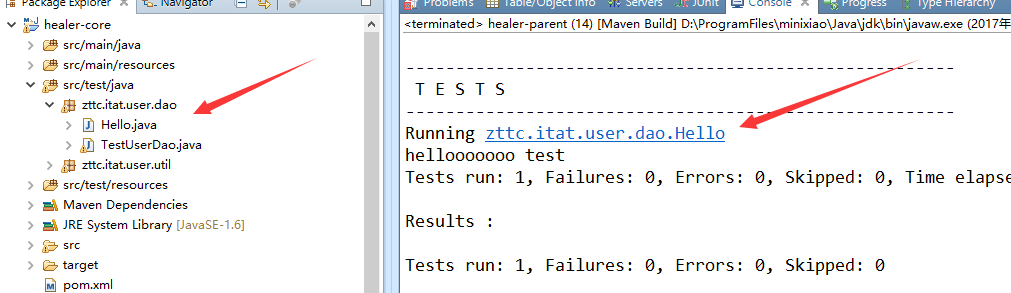 Package Explorer
Navigator
healer-core
src/main/java
src/main/resources
src/test/java
zttc.itat.user.dao
Hello.java
TestUserDao.java
zttc.itat.user.util
src/test/resources
Maven Dependencies
JRE System Library [JavaSE-1.6]
src
target
pom.xml
Problems
Table/Object Info
Servers
JUnit
Console
Progress
Type Hierarchy
<terminated> healer-parent (14) [Maven Build] D:\ProgramFiles\minixiao\Java\jdk\bin\javaw.exe (2017年
-------------------------------------------------------
T E S T S
-------------------------------------------------------
Running zttc.itat.user.dao.Hello
hellooooooo test
Tests run: 1, Failures: 0, Errors: 0, Skipped: 0, Time elapse
Results :
Tests run: 1, Failures: 0, Errors: 0, Skipped: 0